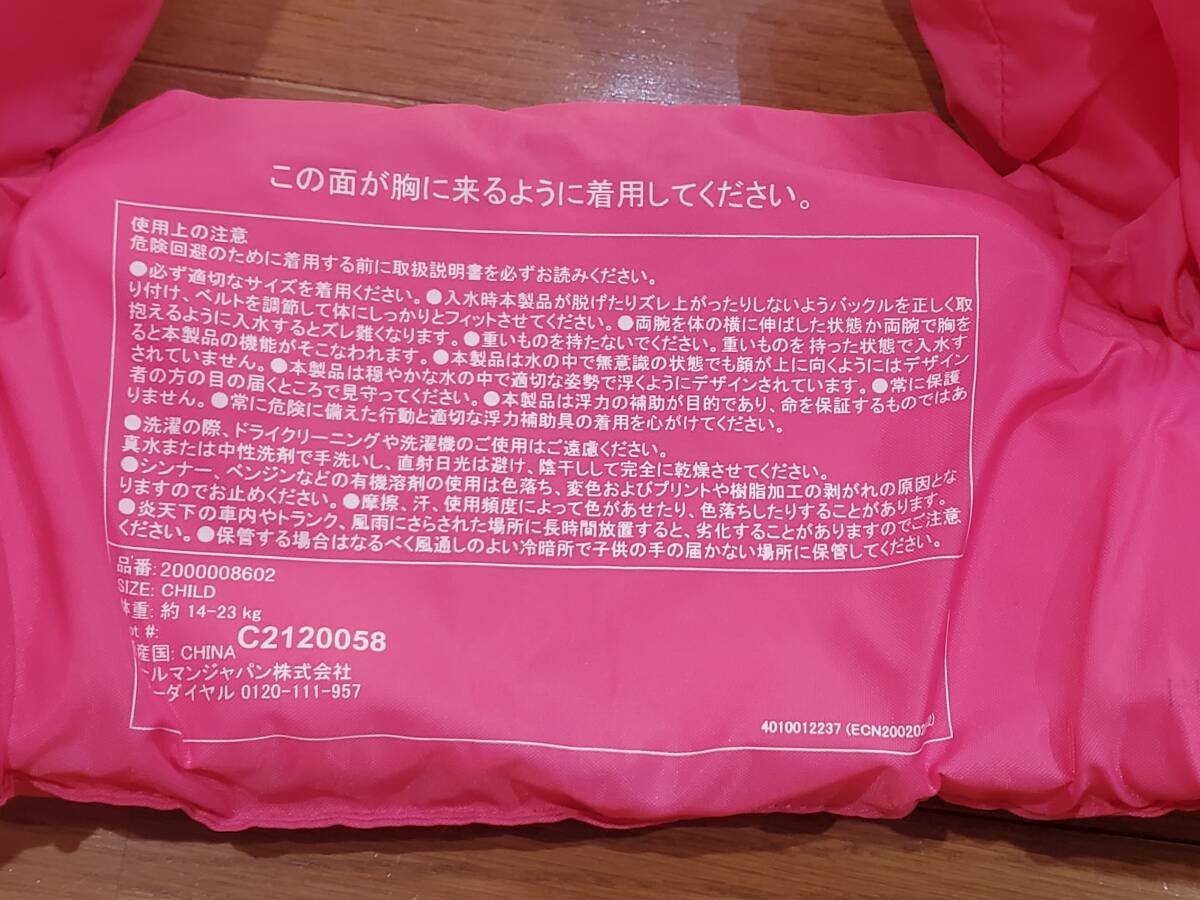 この面が胸に来るように着用してください。
使用上の注意
危険回避のために着用する前に取扱説明書を必ずお読みください。
●必ず適切なサイズを着用ください。●入水時本製品が脱げたりズレ上がったりしないようバックルを正しく取
り付け、ベルトを調節して体にしっかりとフィットさせてください。●両腕を体の横に伸ばした状態か両腕で胸を
抱えるように入水するとズレ難くなります。●重いものを持たないでください。重いものを持った状態で入水す
ると本製品の機能がそこなわれます。●本製品は水の中で無意識の状態でも顔が上に向くようにはデザイン
されていません。●本製品は穏やかな水の中で適切な姿勢で浮くようにデザインされています。●常に保護
者の方の目の届くところで見守ってください。●本製品は浮力の補助が目的であり、命を保証するものではあ
りません。●常に危険に備えた行動と適切な浮力補助具の着用を心がけてください。
●洗濯の際、ドライクリーニングや洗濯機のご使用はご遠慮ください。
真水または中性洗剤で手洗いし、直射日光は避け、陰干しして完全に乾燥させてください。
●シンナー、ベンジンなどの有機溶剤の使用は色落ち、変色およびプリントや樹脂加工の剥がれの原因とな
りますのでお止めください。●摩擦、汗、使用頻度によって色があせたり、色落ちしたりすることがあります。
●炎天下の車内やトランク、風雨にさらされた場所に長時間放置すると、劣化することがありますのでご注意
ください。●保管する場合はなるべく風通しのよい冷暗所で子供の手の届かない場所に保管してください。
品番: 2000008602
SIZE: CHILD
体重: 約 14-23 kg
ot #: C2120058
産国: CHINA
ールマンジャパン株式会社
ーダイヤル 0120-111-957
4010012237 (ECN20020